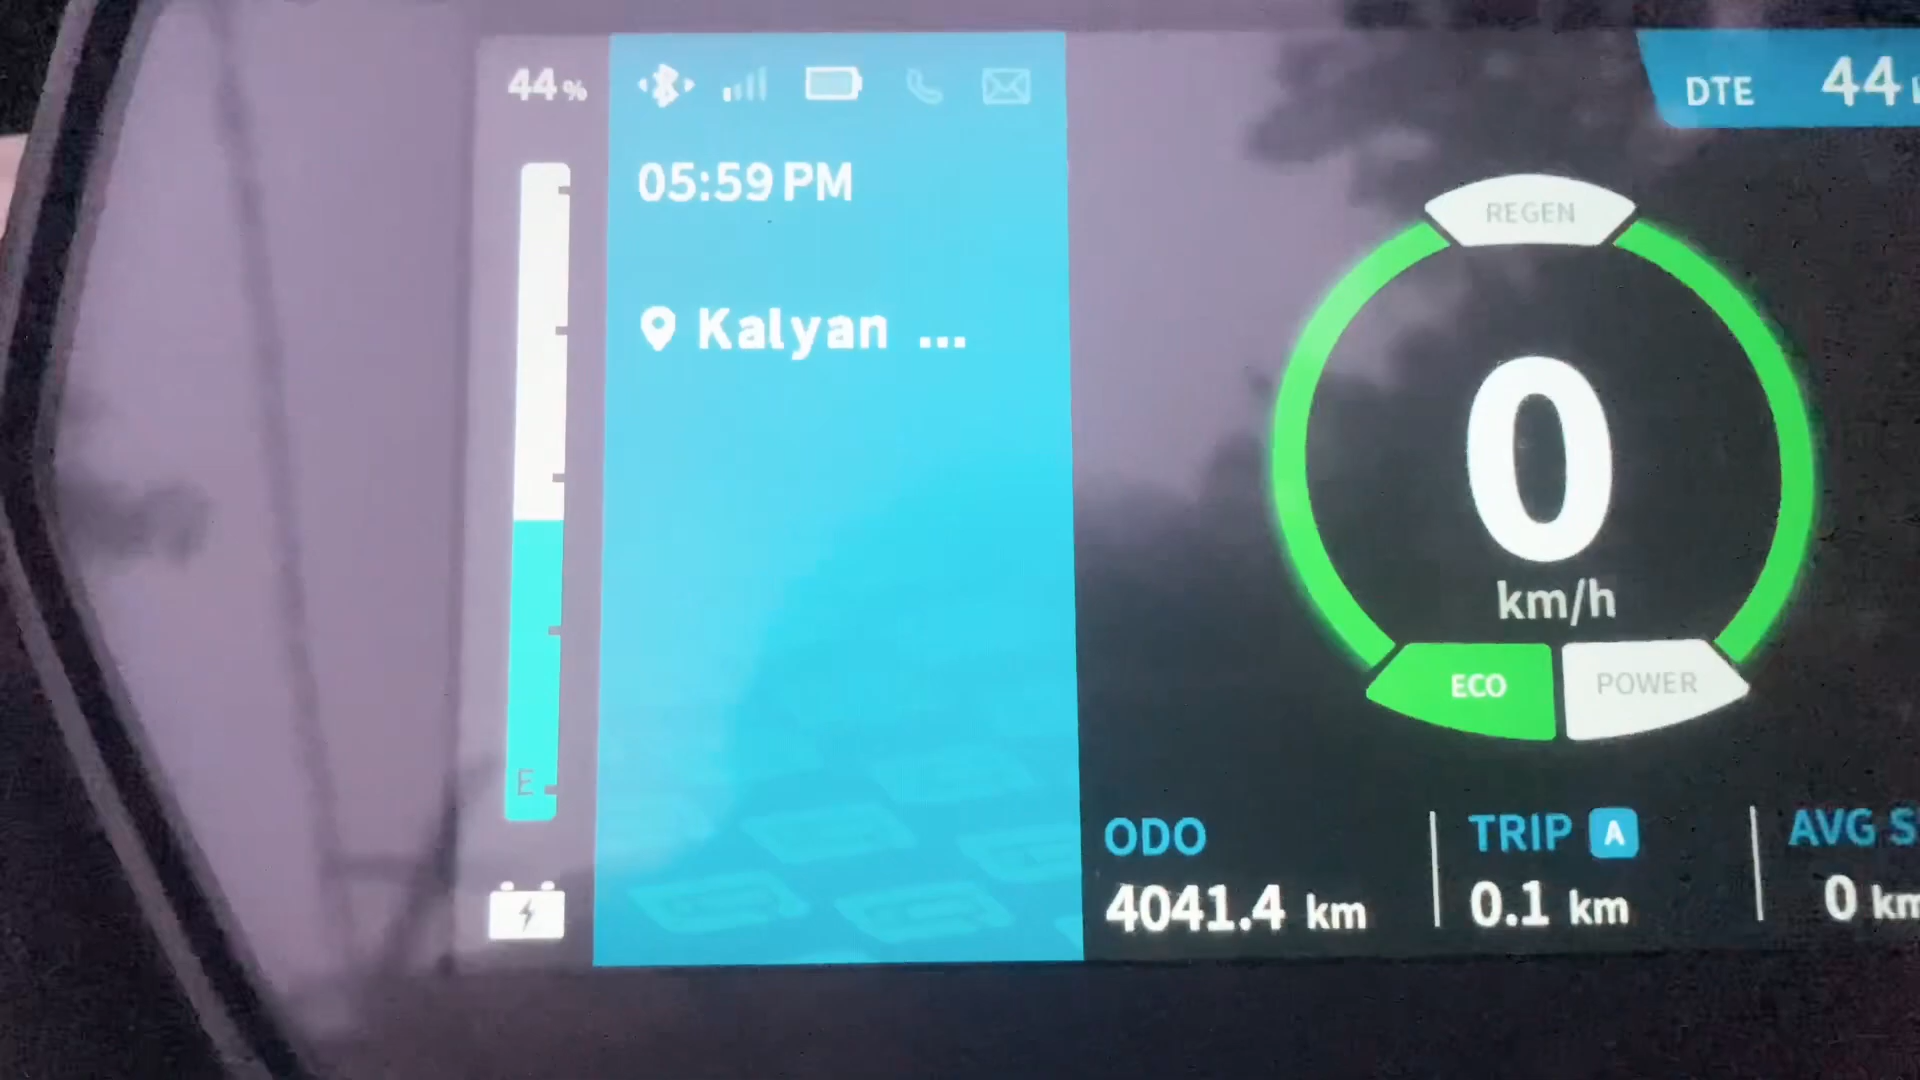 44%
05:59 PM
Kalyan ...
E
DTE 44
REGEN
0
km/h
ECO POWER
ODO TRIP A AVG S
4041.4 km 0.1 km 0 km